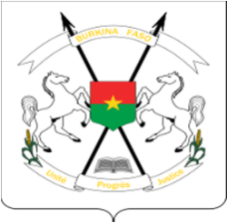 BURKINA FASO
Unité Progrès Justice